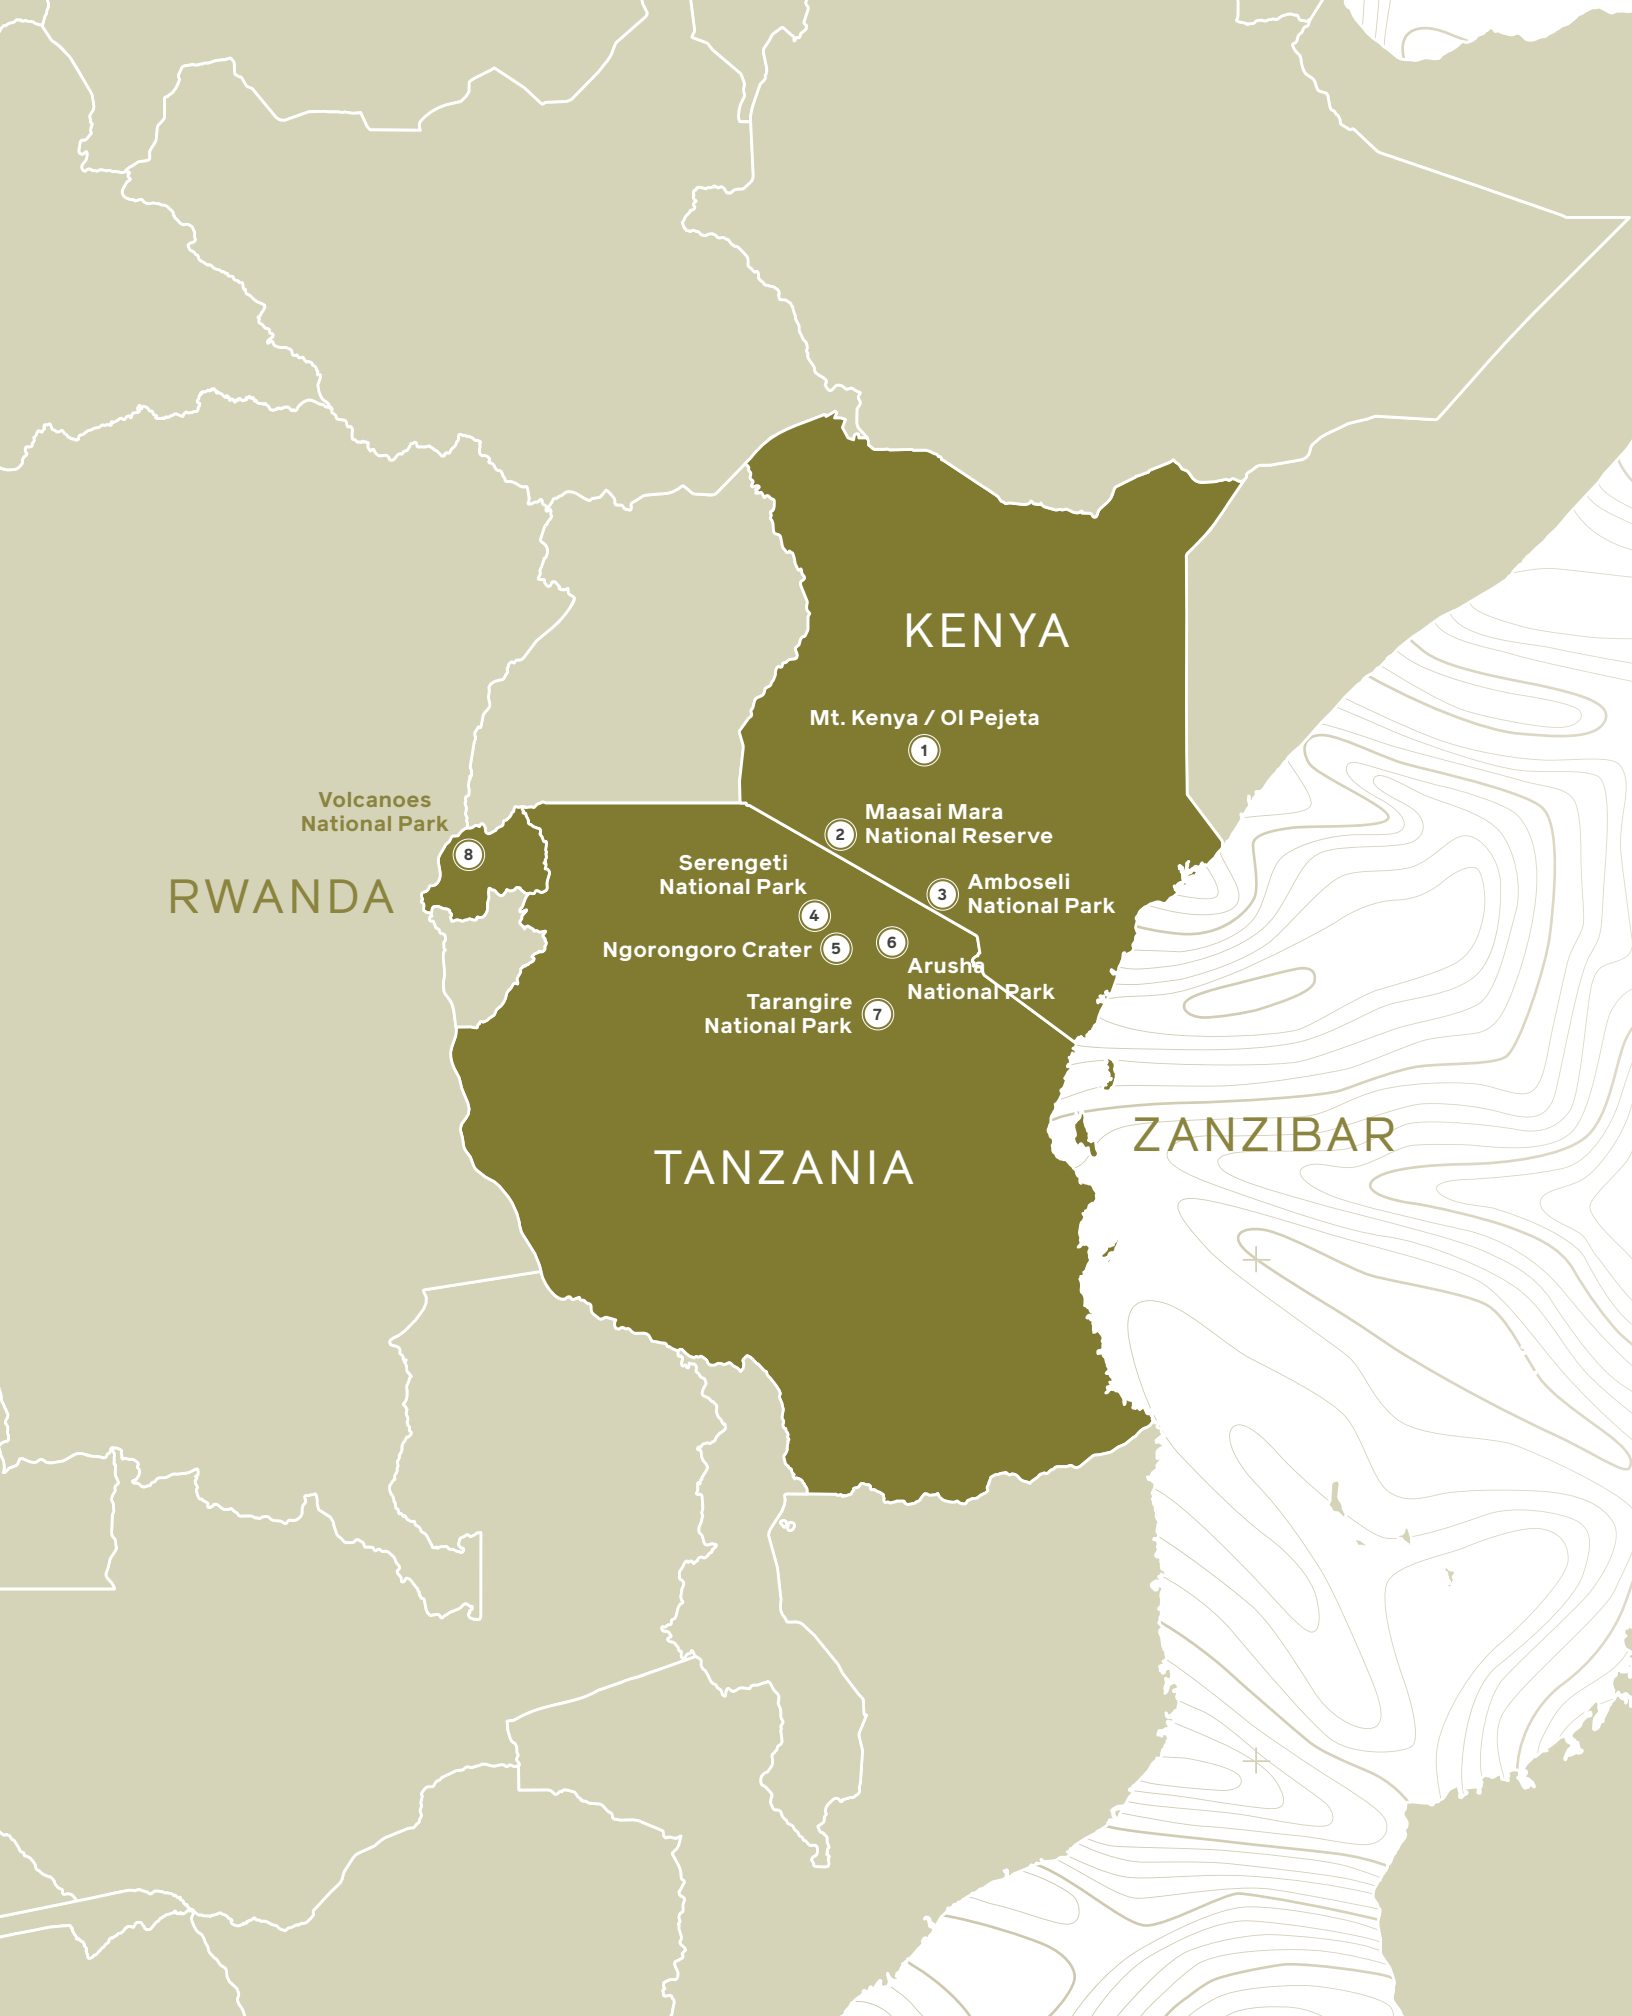 KENYA
Mt. Kenya / Ol Pejeta
1
Volcanoes
National Park
8
RWANDA
Maasai Mara
National Reserve
2
Serengeti
National Park
4
Amboseli
National Park
3
Ngorongoro Crater
5
6
Arusha
National Park
Tarangire
National Park
7
ZANZIBAR
TANZANIA